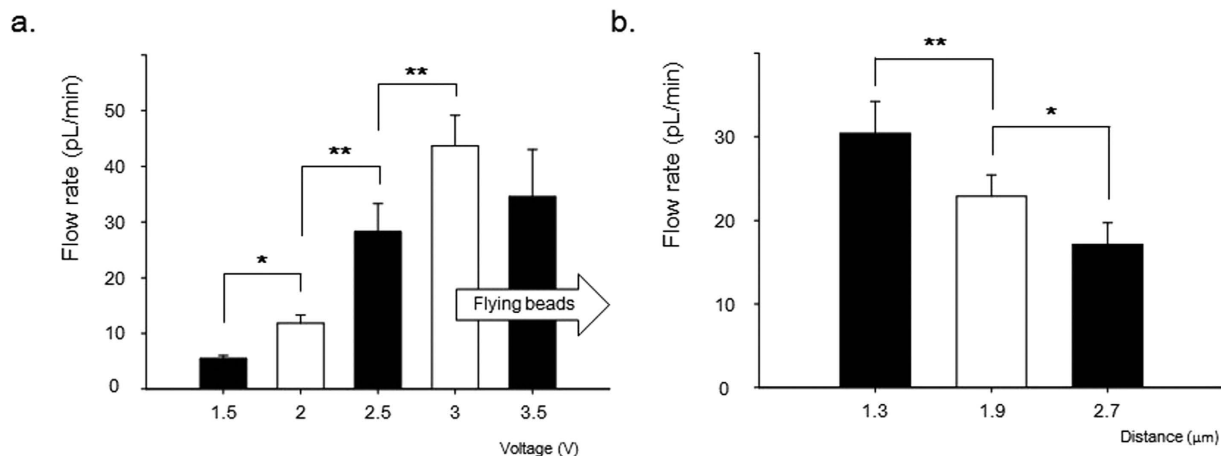 a.
Flow rate (pL/min)
50
40
30
20
10
0
*
**
**
Flying beads
1.5 2 2.5 3 3.5
Voltage (V)
b.
Flow rate (pL/min)
30
20
10
0
**
*
1.3 1.9 2.7
Distance (μm)